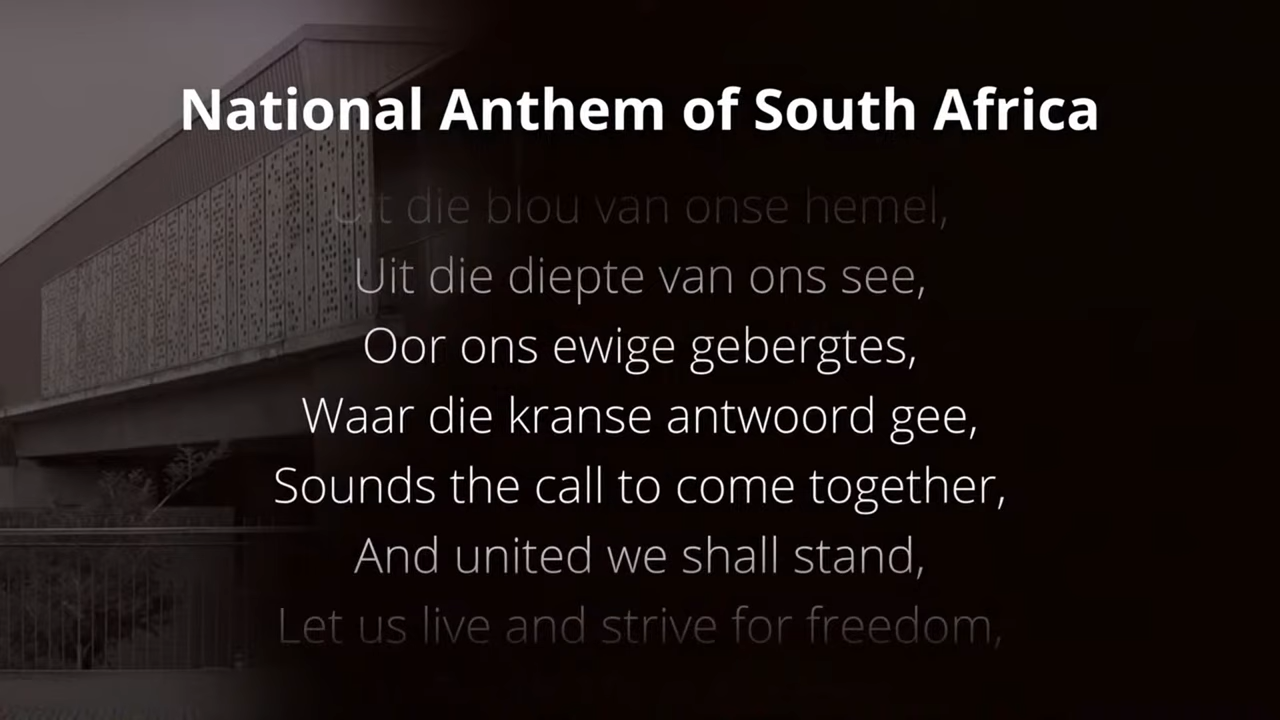 National Anthem of South Africa
Uit die blou van onse hemel,
Uit die diepte van ons see,
Oor ons ewige gebergtes,
Waar die kranse antwoord gee,
Sounds the call to come together,
And united we shall stand,
Let us live and strive for freedom,